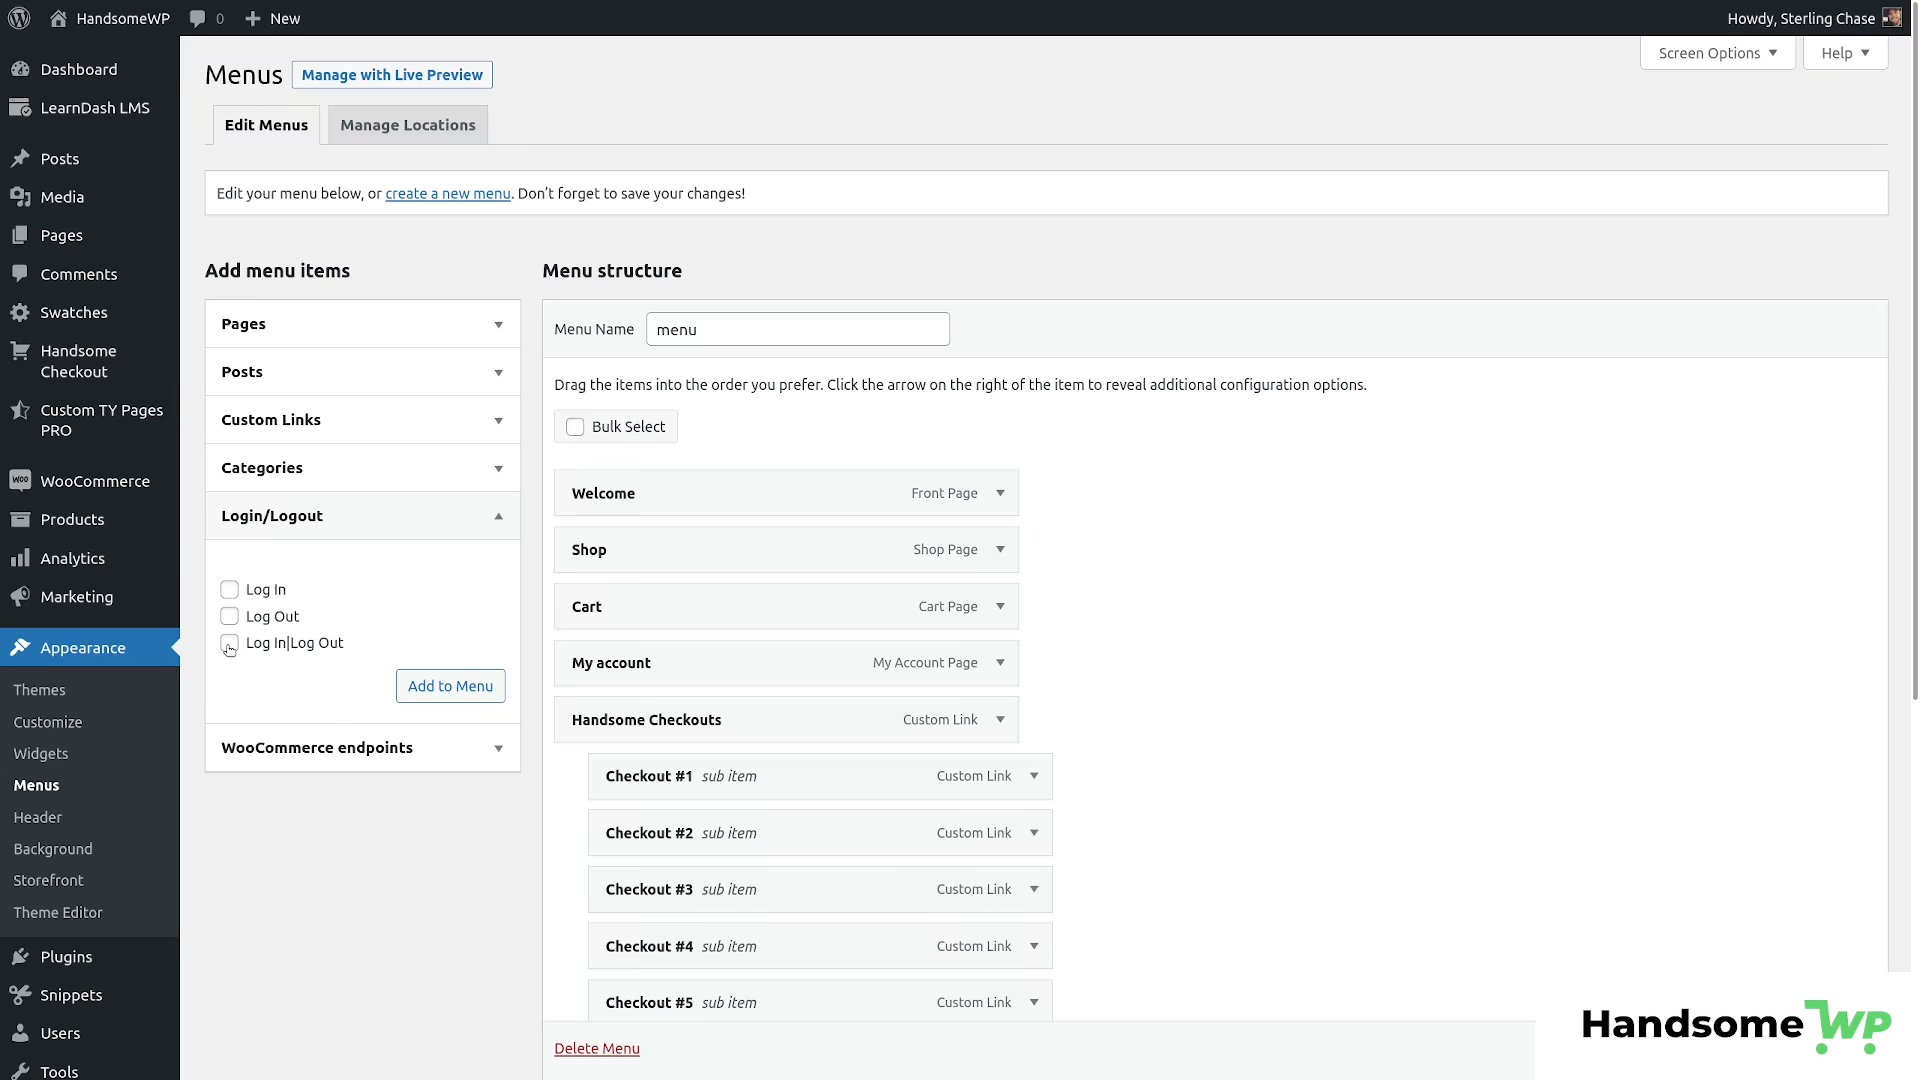 HandsomeWP 0 New Howdy, Sterling Chase
Screen Options Help
Dashboard
LearnDash LMS
Posts
Media
Pages
Comments
Swatches
Handsome
Checkout
Custom TY Pages
PRO
WOO WooCommerce
Products
Analytics
Marketing
Appearance
Themes
Customize
Widgets
Menus
Header
Background
Storefront
Theme Editor
Plugins
Snippets
Users
Tools
Menus Manage with Live Preview
Edit Menus Manage Locations
Edit your menu below, or create a new menu. Don’t forget to save your changes!
Add menu items
Pages
Posts
Custom Links
Categories
Login/Logout
Log In
Log Out
Log In|Log Out
Add to Menu
WooCommerce endpoints
Menu structure
Menu Name menu
Drag the items into the order you prefer. Click the arrow on the right of the item to reveal additional configuration options.
Bulk Select
Welcome Front Page
Shop Shop Page
Cart Cart Page
My account My Account Page
Handsome Checkouts Custom Link
Checkout #1 sub item Custom Link
Checkout #2 sub item Custom Link
Checkout #3 sub item Custom Link
Checkout #4 sub item Custom Link
Checkout #5 sub item Custom Link
Delete Menu
HandsomeWP